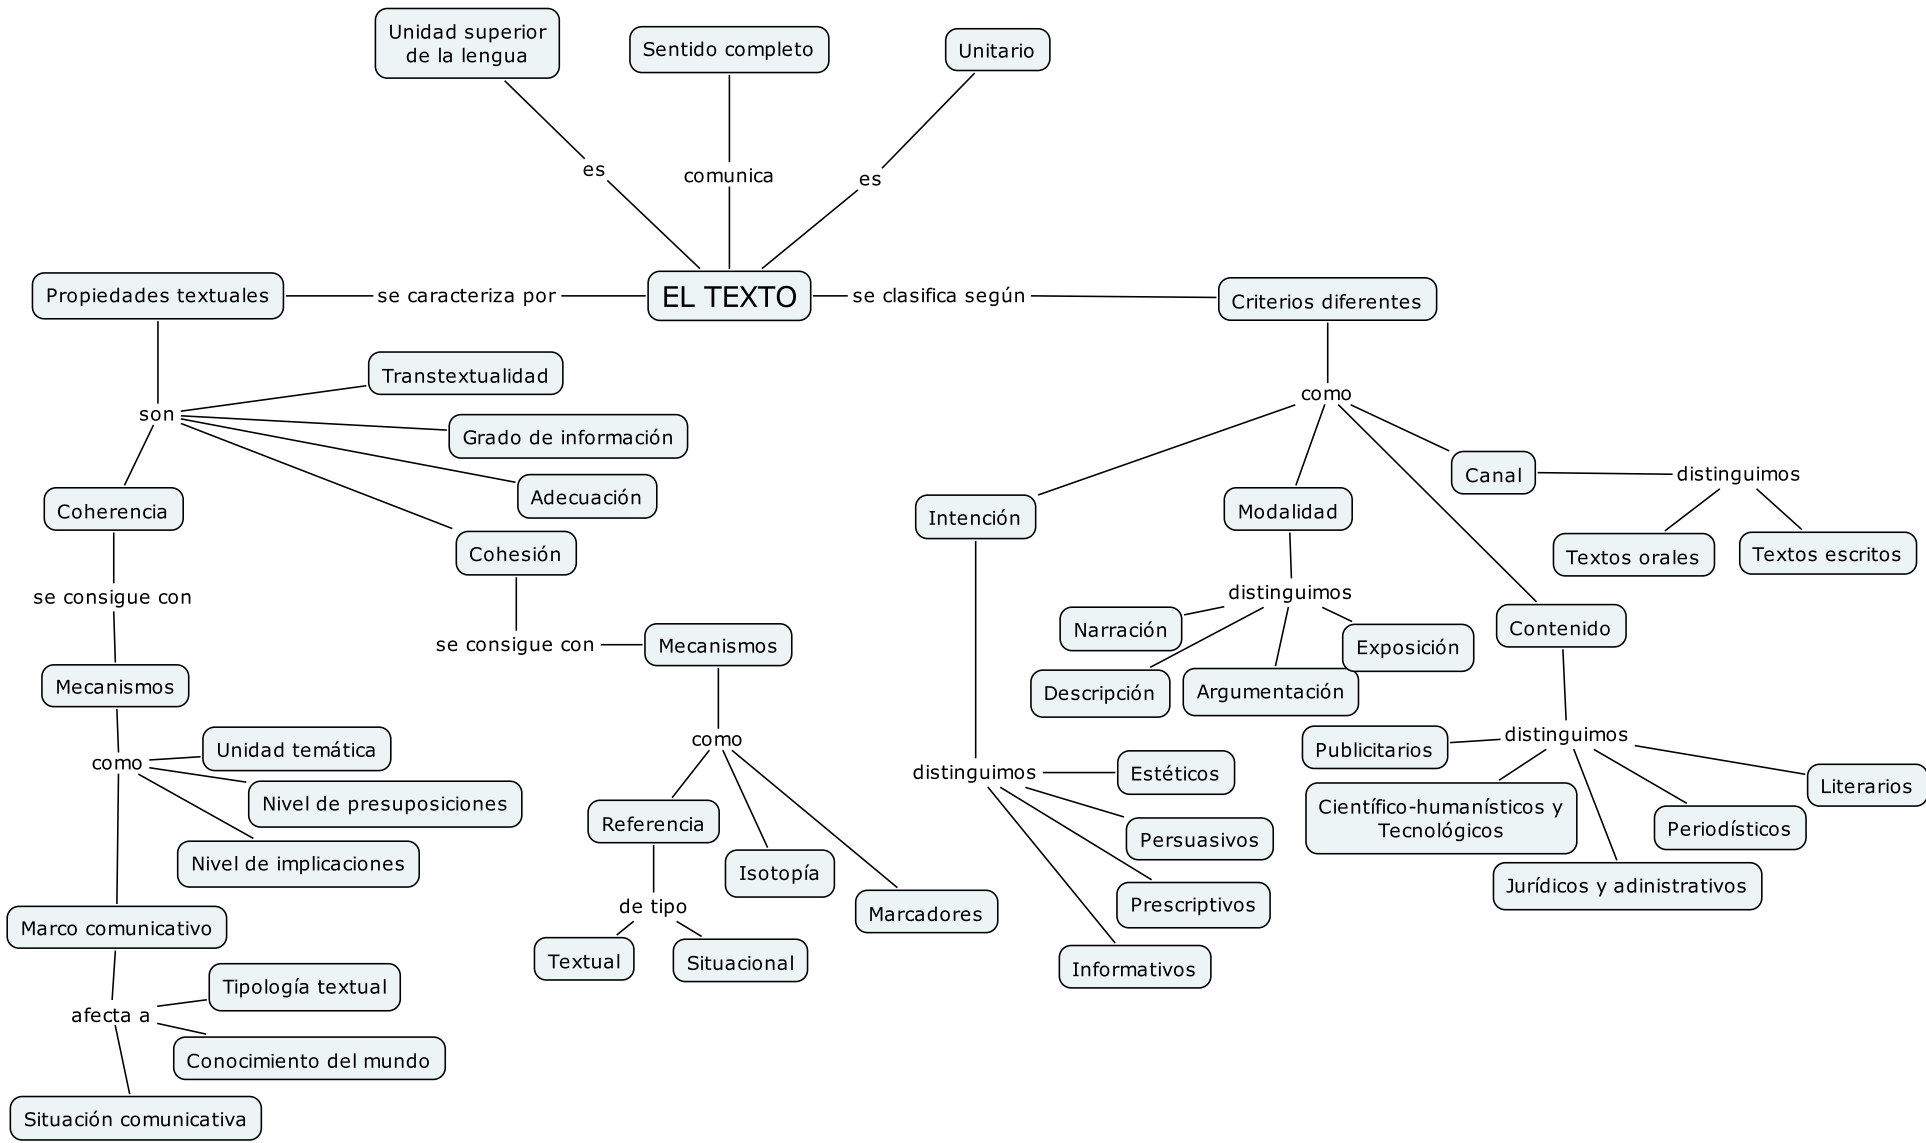 Unidad superior
de la lengua
Sentido completo
Unitario
es
comunica
es
Propiedades textuales
se caracteriza por
EL TEXTO
se clasifica según
Criterios diferentes
son
Transtextualidad
Grado de información
Adecuación
Coherencia
Cohesión
se consigue con
Mecanismos
como
Unidad temática
Nivel de presuposiciones
Nivel de implicaciones
Marco comunicativo
afecta a
Tipología textual
Conocimiento del mundo
Situación comunicativa
se consigue con
Mecanismos
como
Referencia
Isotopía
Marcadores
de tipo
Textual
Situacional
como
Intención
Modalidad
Canal
distinguimos
Textos orales
Textos escritos
distinguimos
Narración
Descripción
Argumentación
Exposición
Contenido
distinguimos
Publicitarios
Científico-humanísticos y
Tecnológicos
Jurídicos y adinistrativos
Periodísticos
Literarios
distinguimos
Estéticos
Persuasivos
Prescriptivos
Informativos